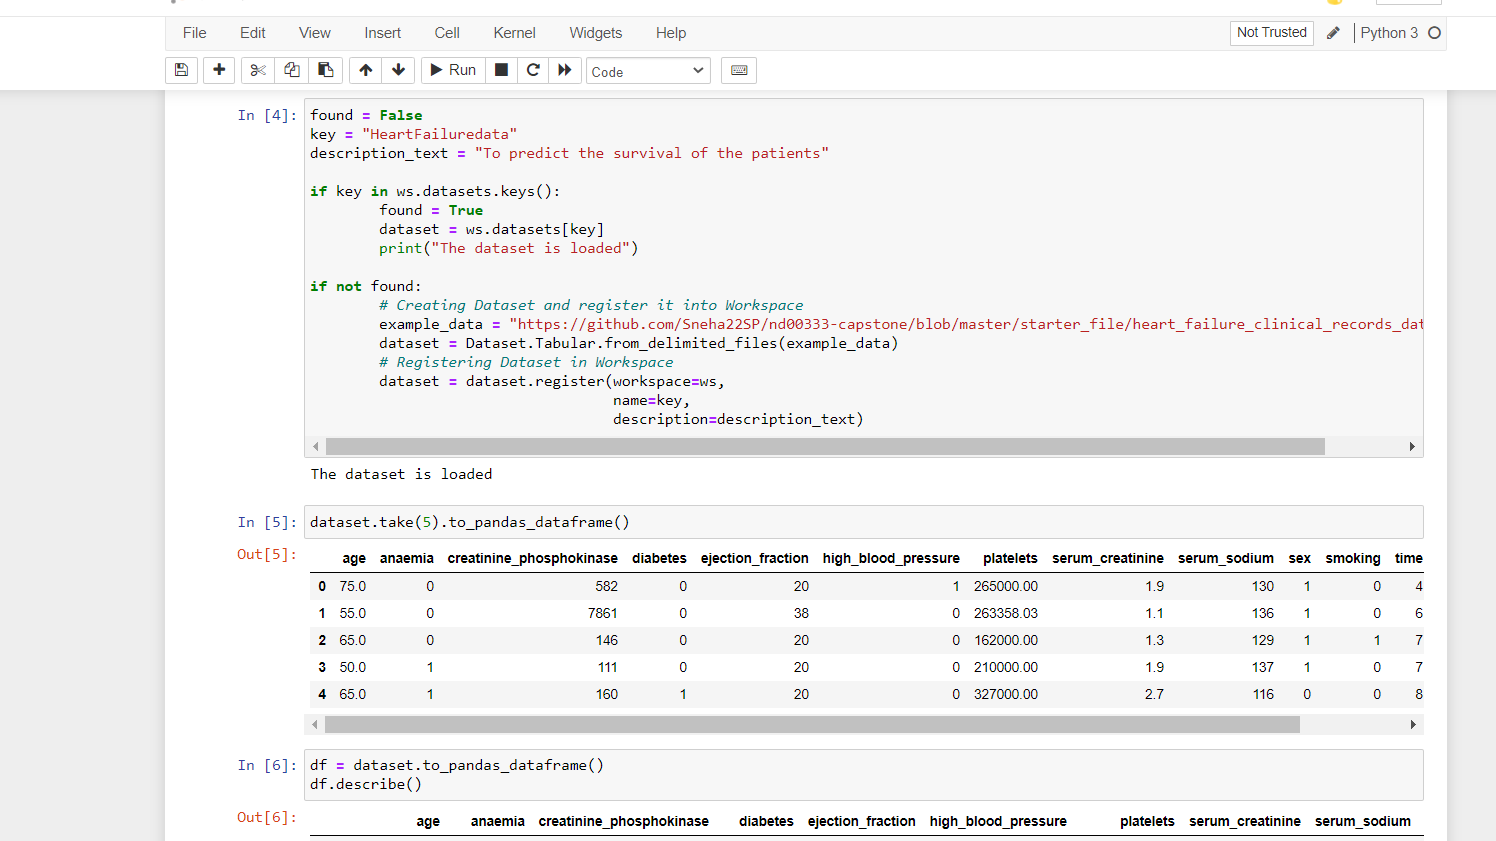 File Edit View Insert Cell Kernel Widgets Help Not Trusted Python 3
Run Code
In [4]: found = False
key = "HeartFailuredata"
description_text = "To predict the survival of the patients"
if key in ws.datasets.keys():
found = True
dataset = ws.datasets[key]
print("The dataset is loaded")
if not found:
# Creating Dataset and register it into Workspace
example_data = "https://github.com/Sneha22SP/nd00333-capstone/blob/master/starter_file/heart_failure_clinical_records_dat
dataset = Dataset.Tabular.from_delimited_files(example_data)
# Registering Dataset in Workspace
dataset = dataset.register(workspace=ws,
name=key,
description=description_text)
The dataset is loaded
In [5]: dataset.take(5).to_pandas_dataframe()
Out[5]: age anaemia creatinine_phosphokinase diabetes ejection_fraction high_blood_pressure platelets serum_creatinine serum_sodium sex smoking time
0 75.0 0 582 0 20 1 265000.00 1.9 130 1 0 4
1 55.0 0 7861 0 38 0 263358.03 1.1 136 1 0 6
2 65.0 0 146 0 20 0 162000.00 1.3 129 1 1 7
3 50.0 1 111 0 20 0 210000.00 1.9 137 1 0 7
4 65.0 1 160 1 20 0 327000.00 2.7 116 0 0 8
In [6]: df = dataset.to_pandas_dataframe()
df.describe()
Out[6]: age anaemia creatinine_phosphokinase diabetes ejection_fraction high_blood_pressure platelets serum_creatinine serum_sodium